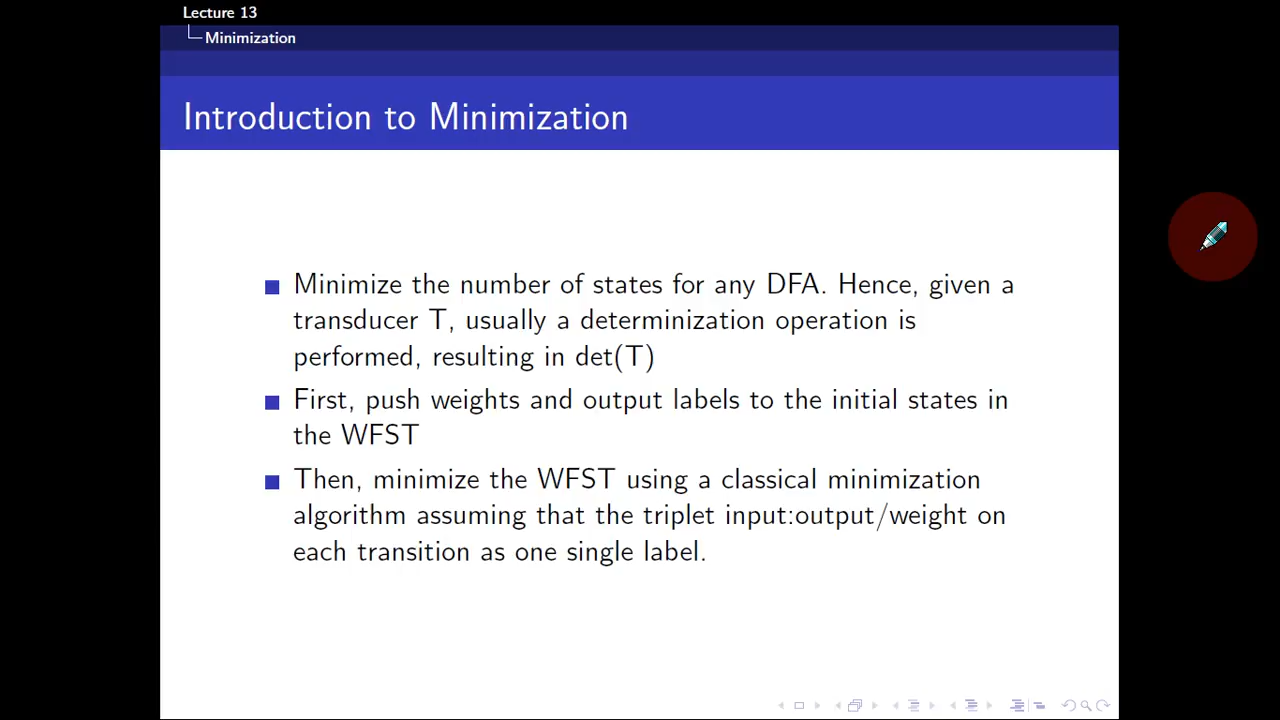 Lecture 13
Minimization
Introduction to Minimization
Minimize the number of states for any DFA. Hence, given a
transducer T, usually a determinization operation is
performed, resulting in det(T)
First, push weights and output labels to the initial states in
the WFST
Then, minimize the WFST using a classical minimization
algorithm assuming that the triplet input:output/weight on
each transition as one single label.